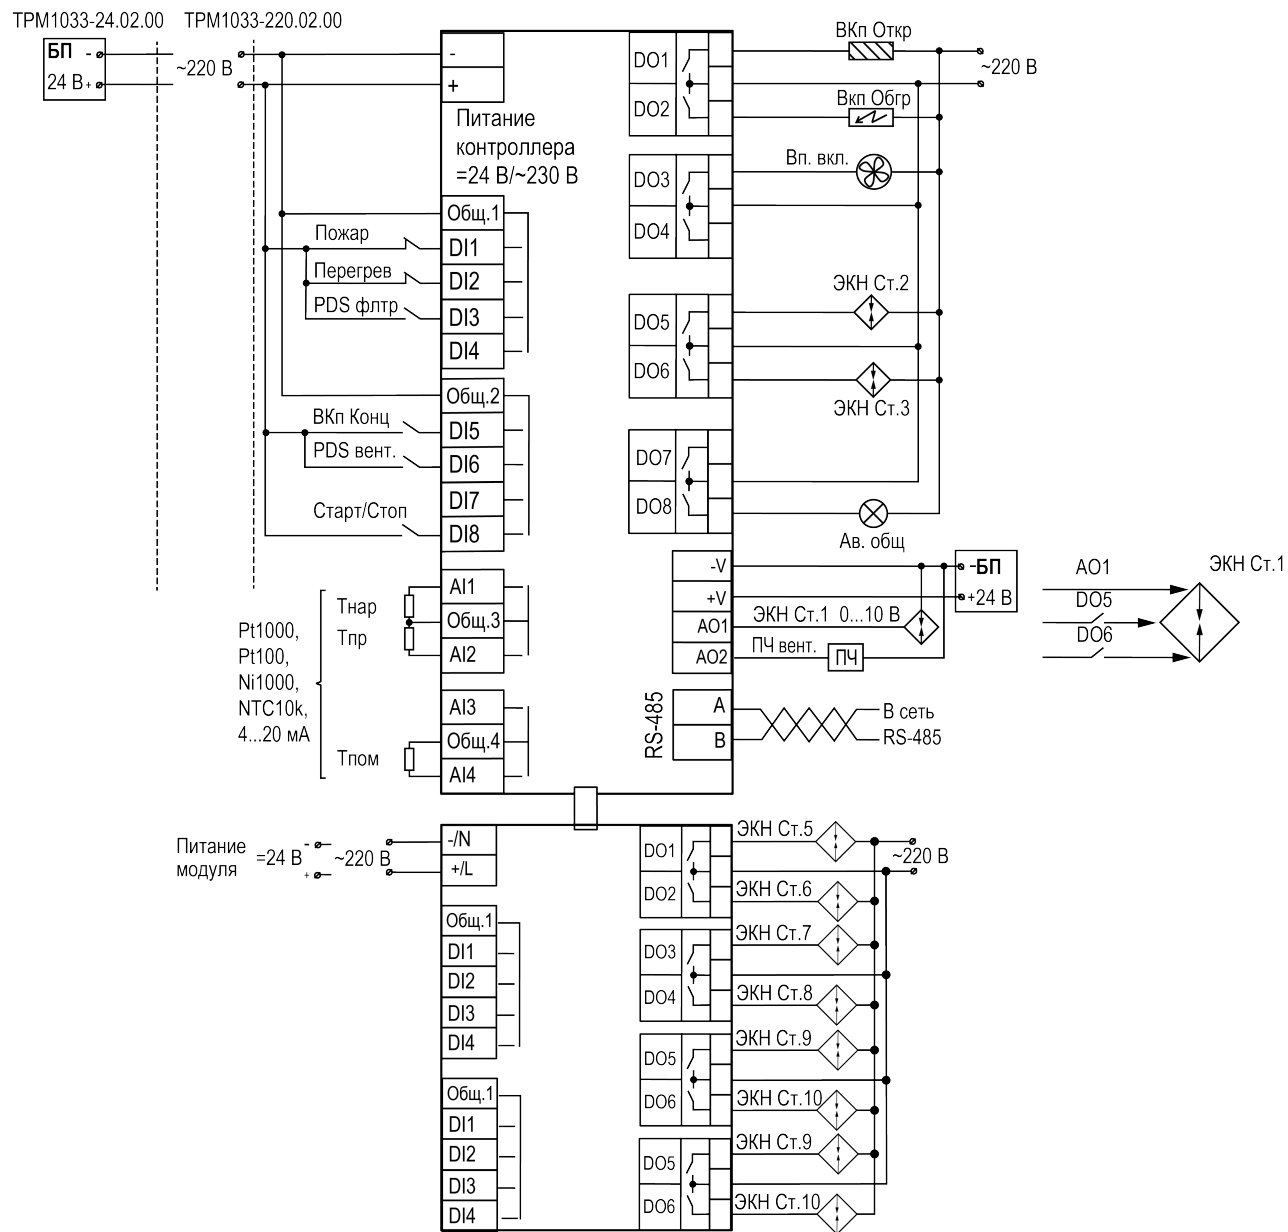 ТРМ1033-24.02.00
ТРМ1033-220.02.00
БП -
24 В+
~220 В
-
+
Питание
контроллера
=24 В/~230 В
Общ.1
Пожар
DI1
Перегрев
DI2
PDS флтр
DI3
DI4
Общ.2
ВКп Конц
DI5
PDS вент.
DI6
DI7
Старт/Стоп
DI8
Pt1000,
Pt100,
Ni1000,
NTC10k,
4...20 мА
Тнар
Тпр
Тпом
AI1
Общ.3
AI2
AI3
Общ.4
AI4
DO1
DO2
ВКп Откр
~220 В
Вкп Обгр
DO3
DO4
Вп. вкл.
DO5
DO6
ЭКН Ст.2
ЭКН Ст.3
DO7
DO8
Ав. общ
-V
+V
AO1
AO2
-БП
+24 В
ЭКН Ст.1 0...10 В
ПЧ вент.
ПЧ
AO1
DO5
DO6
ЭКН Ст.1
RS-485
A
B
В сеть
RS-485
Питание
модуля
=24 В
-
+
~220 В
-/N
+/L
Общ.1
DI1
DI2
DI3
DI4
Общ.1
DI1
DI2
DI3
DI4
DO1
DO2
ЭКН Ст.5
~220 В
ЭКН Ст.6
DO3
DO4
ЭКН Ст.7
ЭКН Ст.8
DO5
DO6
ЭКН Ст.9
ЭКН Ст.10
DO5
DO6
ЭКН Ст.9
ЭКН Ст.10